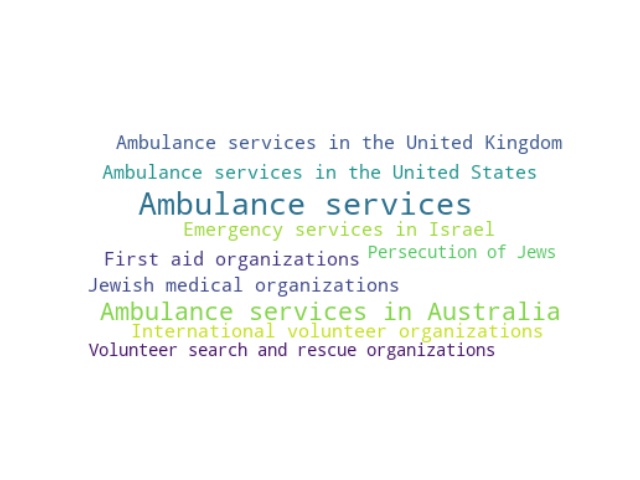 Ambulance services in the United Kingdom
Ambulance services in the United States
Ambulance services
Emergency services in Israel
Persecution of Jews
First aid organizations
Jewish medical organizations
Ambulance services in Australia
International volunteer organizations
Volunteer search and rescue organizations